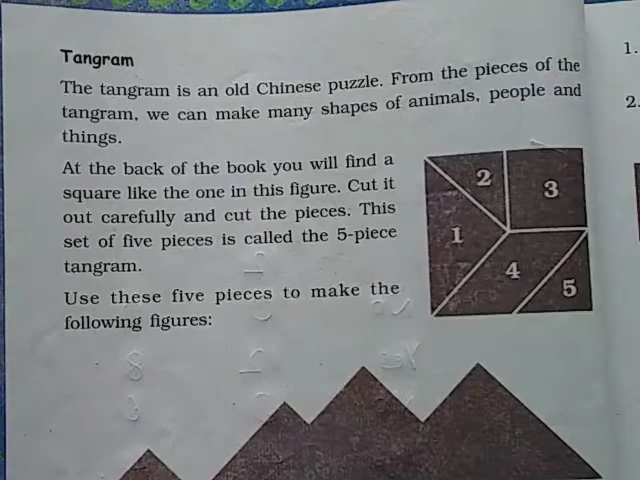 Tangram
The tangram is an old Chinese puzzle. From the pieces of the
tangram, we can make many shapes of animals, people and
things.
At the back of the book you will find a
square like the one in this figure. Cut it
out carefully and cut the pieces. This
set of five pieces is called the 5-piece
tangram.
Use these five pieces to make the
following figures:
2
3
1
4
5
1.
2.